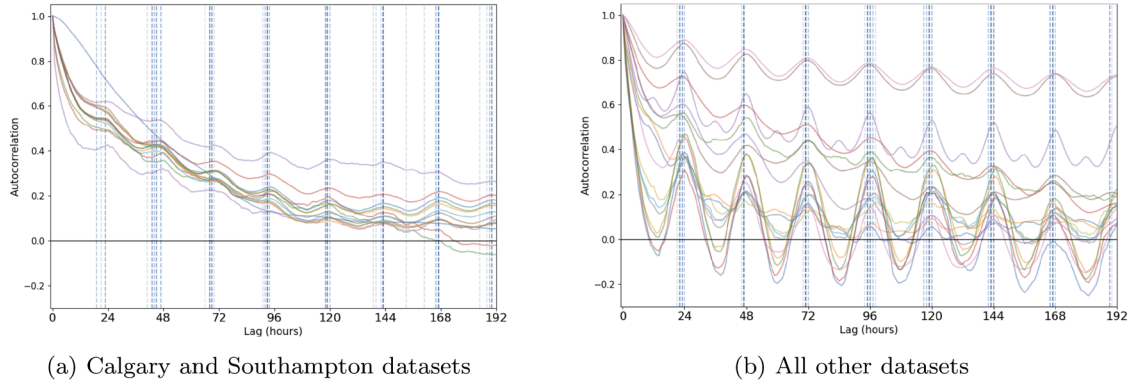 1.0
0.8
0.6
0.4
0.2
0.0
−0.2
Autocorrelation
0 24 48 72 96 120 144 168 192
Lag (hours)
(a) Calgary and Southampton datasets
1.0
0.8
0.6
0.4
0.2
0.0
−0.2
Autocorrelation
0 24 48 72 96 120 144 168 192
Lag (hours)
(b) All other datasets